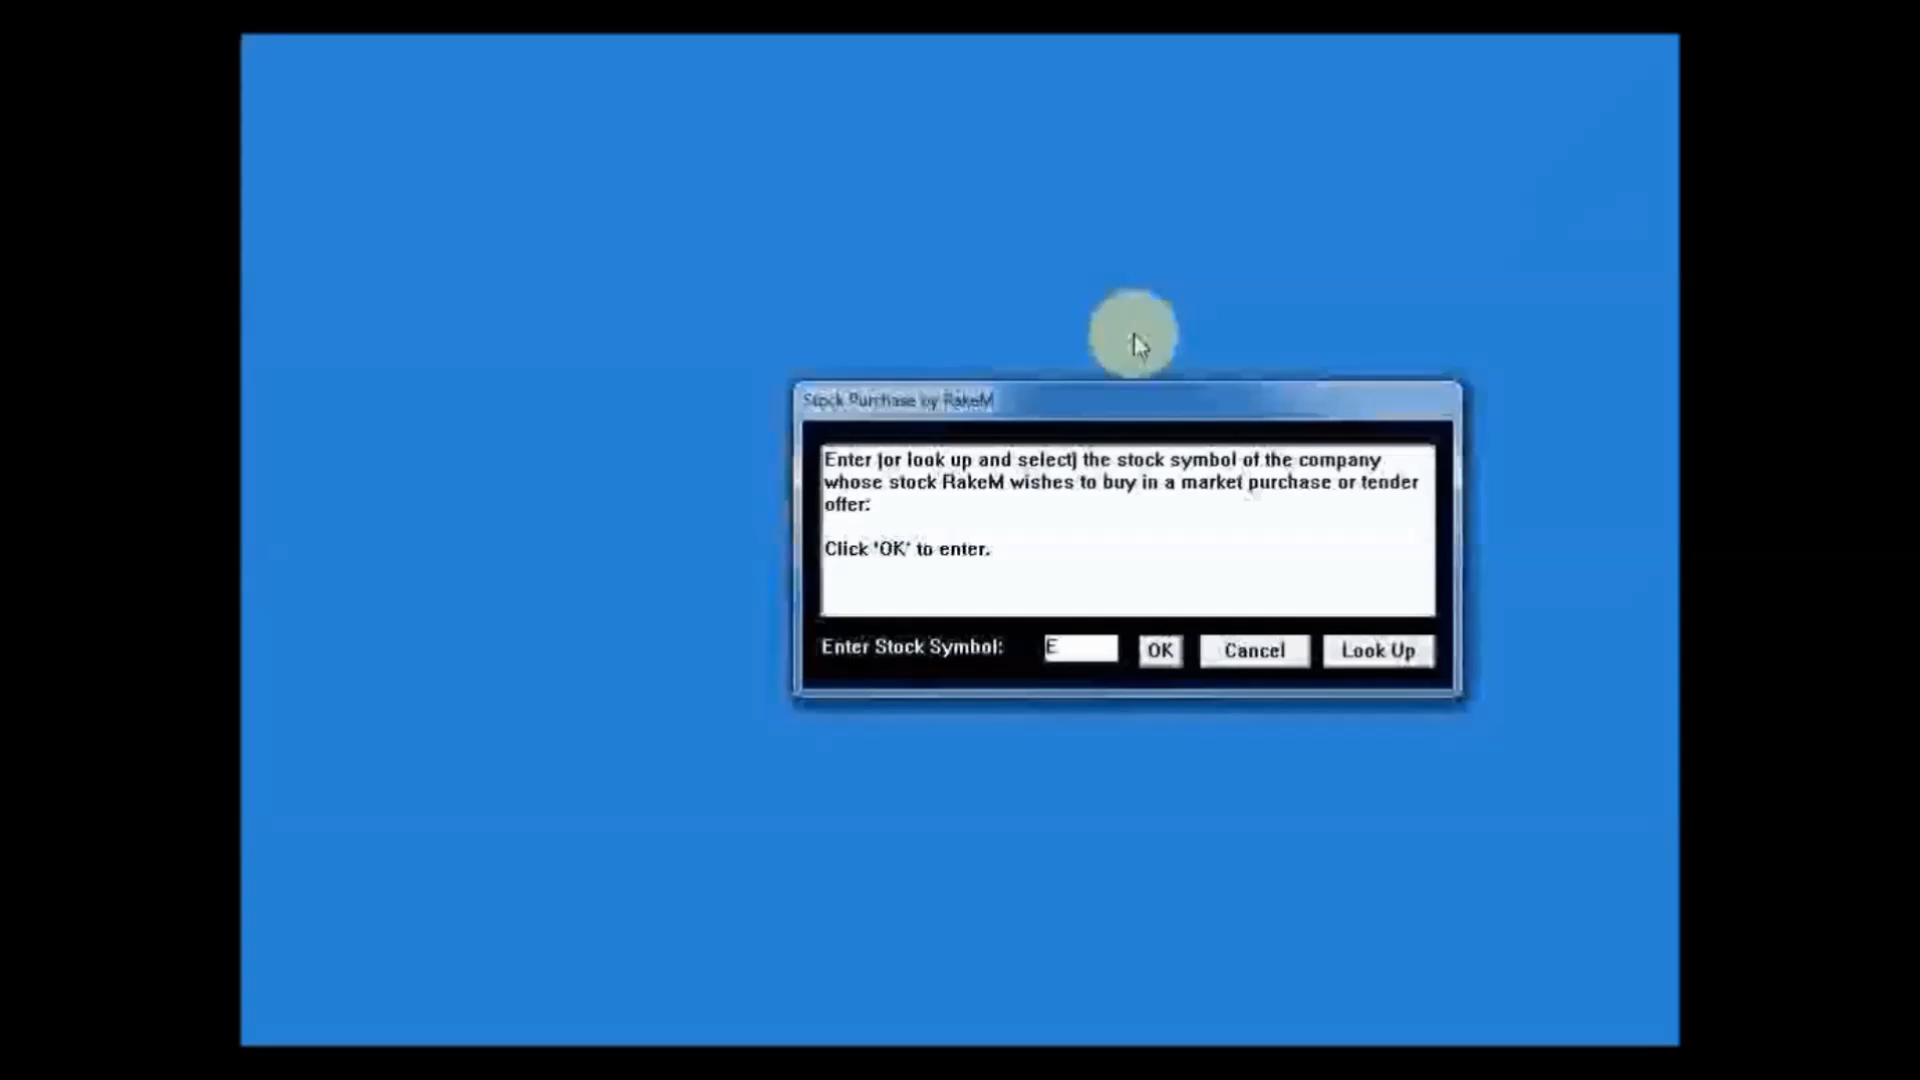 Stock Purchase by RakeM
Enter (or look up and select) the stock symbol of the company
whose stock RakeM wishes to buy in a market purchase or tender
offer:
Click 'OK' to enter.
Enter Stock Symbol: E OK Cancel Look Up